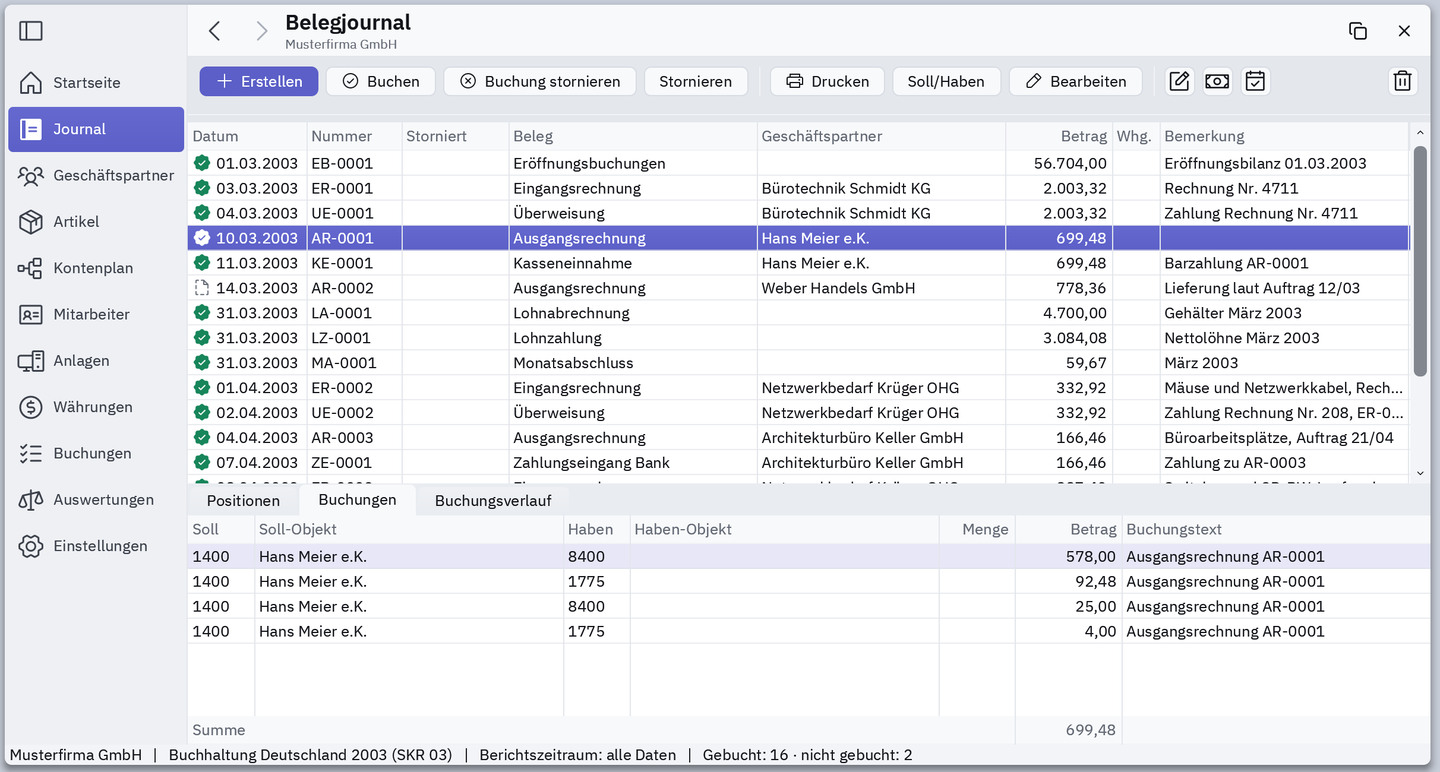 Belegjournal
Musterfirma GmbH
Startseite
Journal
Geschäftspartner
Artikel
Kontenplan
Mitarbeiter
Anlagen
Währungen
Buchungen
Auswertungen
Einstellungen
Erstellen Buchen Buchung stornieren Stornieren Drucken Soll/Haben Bearbeiten
Datum Nummer Storniert Beleg Geschäftspartner Betrag Whg. Bemerkung
01.03.2003 EB-0001 Eröffnungsbuchungen 56.704,00 Eröffnungsbilanz 01.03.2003
03.03.2003 ER-0001 Eingangsrechnung Bürotechnik Schmidt KG 2.003,32 Rechnung Nr. 4711
04.03.2003 UE-0001 Überweisung Bürotechnik Schmidt KG 2.003,32 Zahlung Rechnung Nr. 4711
10.03.2003 AR-0001 Ausgangsrechnung Hans Meier e.K. 699,48
11.03.2003 KE-0001 Kasseneinnahme Hans Meier e.K. 699,48 Barzahlung AR-0001
14.03.2003 AR-0002 Ausgangsrechnung Weber Handels GmbH 778,36 Lieferung laut Auftrag 12/03
31.03.2003 LA-0001 Lohnabrechnung 4.700,00 Gehälter März 2003
31.03.2003 LZ-0001 Lohnzahlung 3.084,08 Nettolöhne März 2003
31.03.2003 MA-0001 Monatsabschluss 59,67 März 2003
01.04.2003 ER-0002 Eingangsrechnung Netzwerkbedarf Krüger OHG 332,92 Mäuse und Netzwerkkabel, Rech...
02.04.2003 UE-0002 Überweisung Netzwerkbedarf Krüger OHG 332,92 Zahlung Rechnung Nr. 208, ER-0...
04.04.2003 AR-0003 Ausgangsrechnung Architekturbüro Keller GmbH 166,46 Büroarbeitsplätze, Auftrag 21/04
07.04.2003 ZE-0001 Zahlungseingang Bank Architekturbüro Keller GmbH 166,46 Zahlung zu AR-0003
Positionen Buchungen Buchungsverlauf
Soll Soll-Objekt Haben Haben-Objekt Menge Betrag Buchungstext
1400 Hans Meier e.K. 8400 578,00 Ausgangsrechnung AR-0001
1400 Hans Meier e.K. 1775 92,48 Ausgangsrechnung AR-0001
1400 Hans Meier e.K. 8400 25,00 Ausgangsrechnung AR-0001
1400 Hans Meier e.K. 1775 4,00 Ausgangsrechnung AR-0001
Summe 699,48
Musterfirma GmbH | Buchhaltung Deutschland 2003 (SKR 03) | Berichtszeitraum: alle Daten | Gebucht: 16 · nicht gebucht: 2